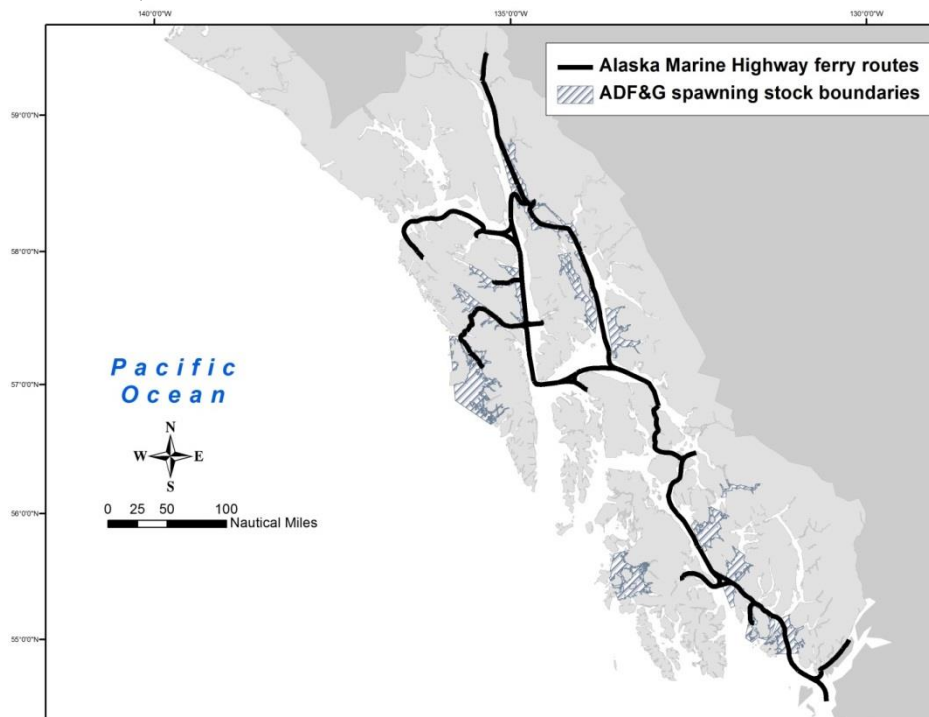 140°0'0"W
135°0'0"W
130°0'0"W
Alaska Marine Highway ferry routes
ADF&G spawning stock boundaries
59°0'0"N
58°0'0"N
57°0'0"N
56°0'0"N
55°0'0"N
Pacific
Ocean
N
W E
S
0 25 50 100
Nautical Miles